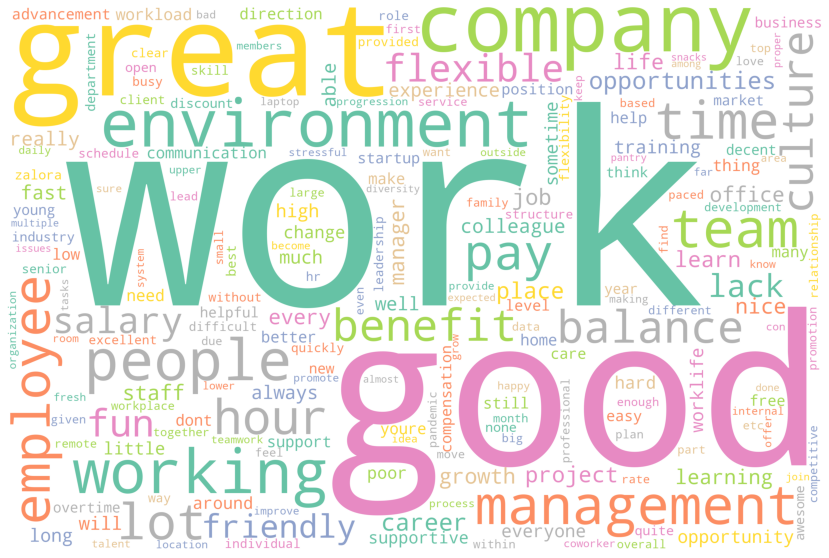 advancement
workload
bad
direction
role
great
company
business
department
clear
members
first
provided
open
skill
flexible
life
snacks
top
among
love
proper
busy
client
discount
able
experience
position
opportunities
culture
laptop
progression
service
keep
based
market
time
really
environment
sometime
flexibility
help
daily
schedule
communication
stressful
want
outside
startup
training
pantry
decent
upper
think
far
area
zalora
sure
lead
work
large
diversity
make
family
job
thing
paced
office
development
fast
young
high
manager
structure
colleague
team
relationship
multiple
industry
change
become
pay
find
many
issues
low
system
small
best
much
hr
leadership
learn
know
senior
need
without
even
provide
place
year
making
tasks
well
expected
level
different
lack
nice
organization
employee
salary
helpful
every
benefit
data
balance
con
promotion
room
excellent
difficult
due
better
home
people
quickly
new
grow
care
fresh
staff
lower
promote
always
almost
good
happy
hard
worklife
done
free
given
workplace
fun
dont
hour
youre
pandemic
compensation
still
month
none
enough
easy
internal
offer
etc
remote
together
teamwork
support
idea
big
professional
plan
competitive
little
feel
move
part
working
poor
growth
project
rate
learning
join
overtime
way
around
process
management
awesome
long
will
lot
improve
friendly
career
supportive
everyone
quite
opportunity
talent
location
individual
within
coworker
overall